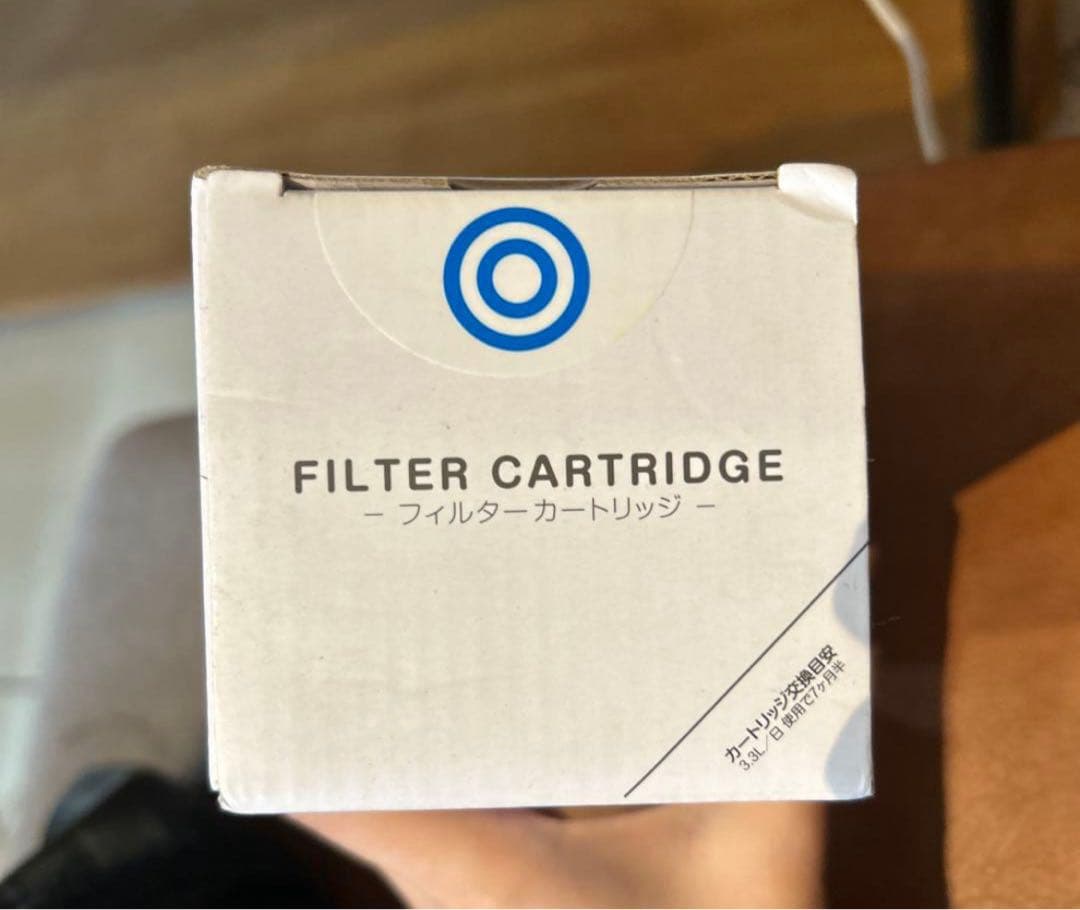 FILTER CARTRIDGE
− フィルターカートリッジ −
カートリッジ交換目安
3.3L／日 使用で7ヶ月半